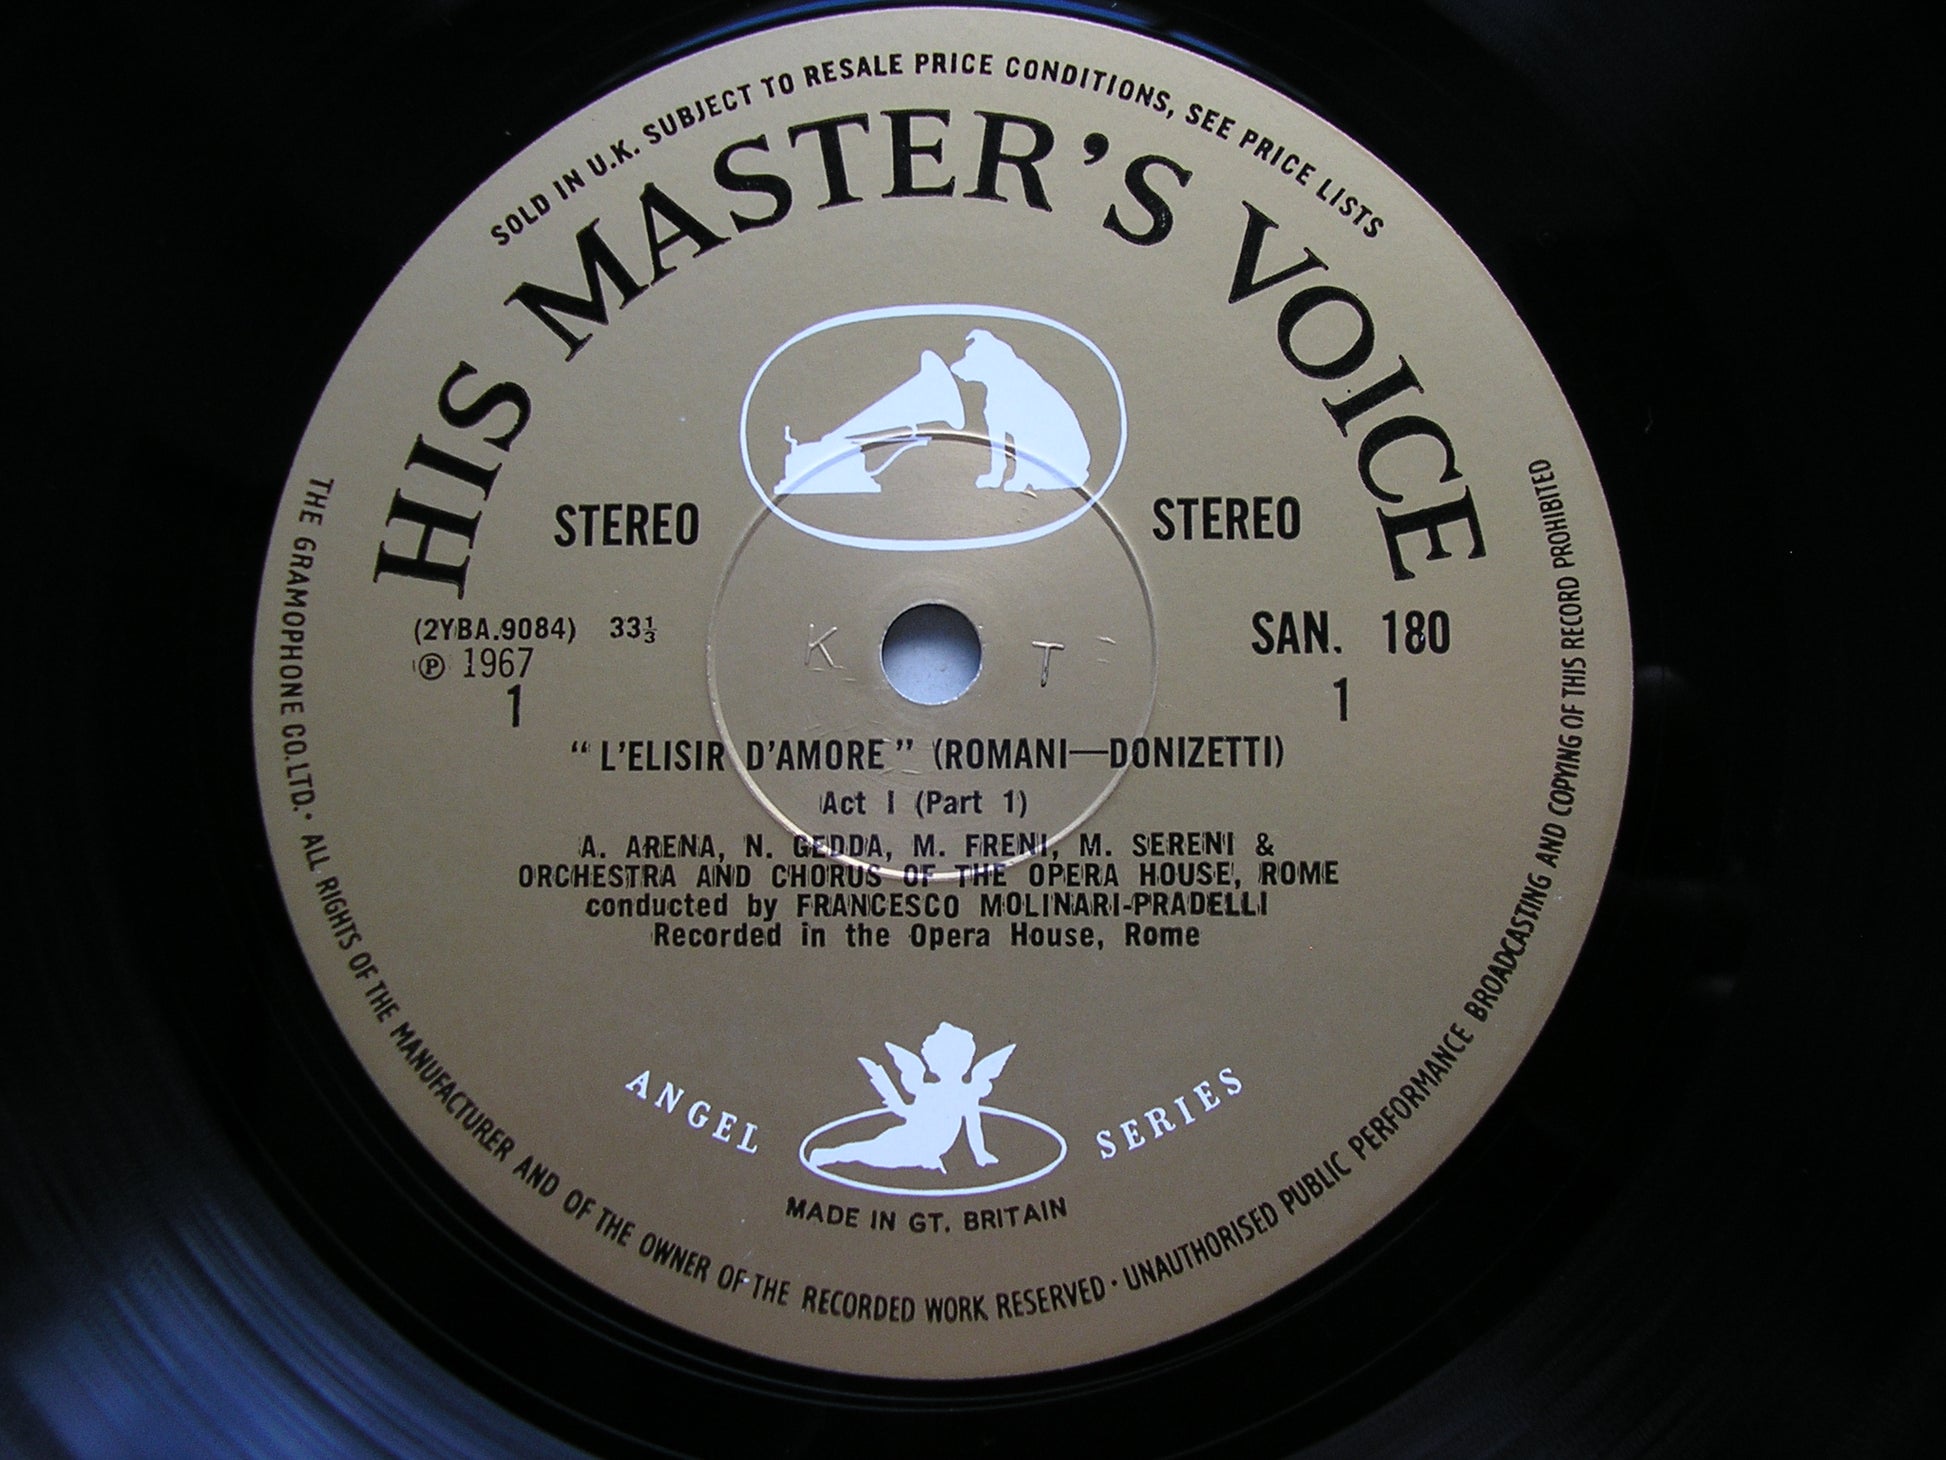 SOLD IN U.K. SUBJECT TO RESALE PRICE CONDITIONS, SEE PRICE LISTS
HIS MASTER'S VOICE
STEREO STEREO
(2YBA.9084) 33⅓ SAN. 180
℗ 1967
1 1
K T
"L'ELISIR D'AMORE" (ROMANI—DONIZETTI)
Act I (Part 1)
A. ARENA, N. GEDDA, M. FRENI, M. SERENI &
ORCHESTRA AND CHORUS OF THE OPERA HOUSE, ROME
conducted by FRANCESCO MOLINARI-PRADELLI
Recorded in the Opera House, Rome
ANGEL SERIES
MADE IN GT. BRITAIN
THE GRAMOPHONE CO. LTD. · ALL RIGHTS OF THE MANUFACTURER AND OF THE OWNER OF THE RECORDED WORK RESERVED · UNAUTHORISED PUBLIC PERFORMANCE BROADCASTING AND COPYING OF THIS RECORD PROHIBITED